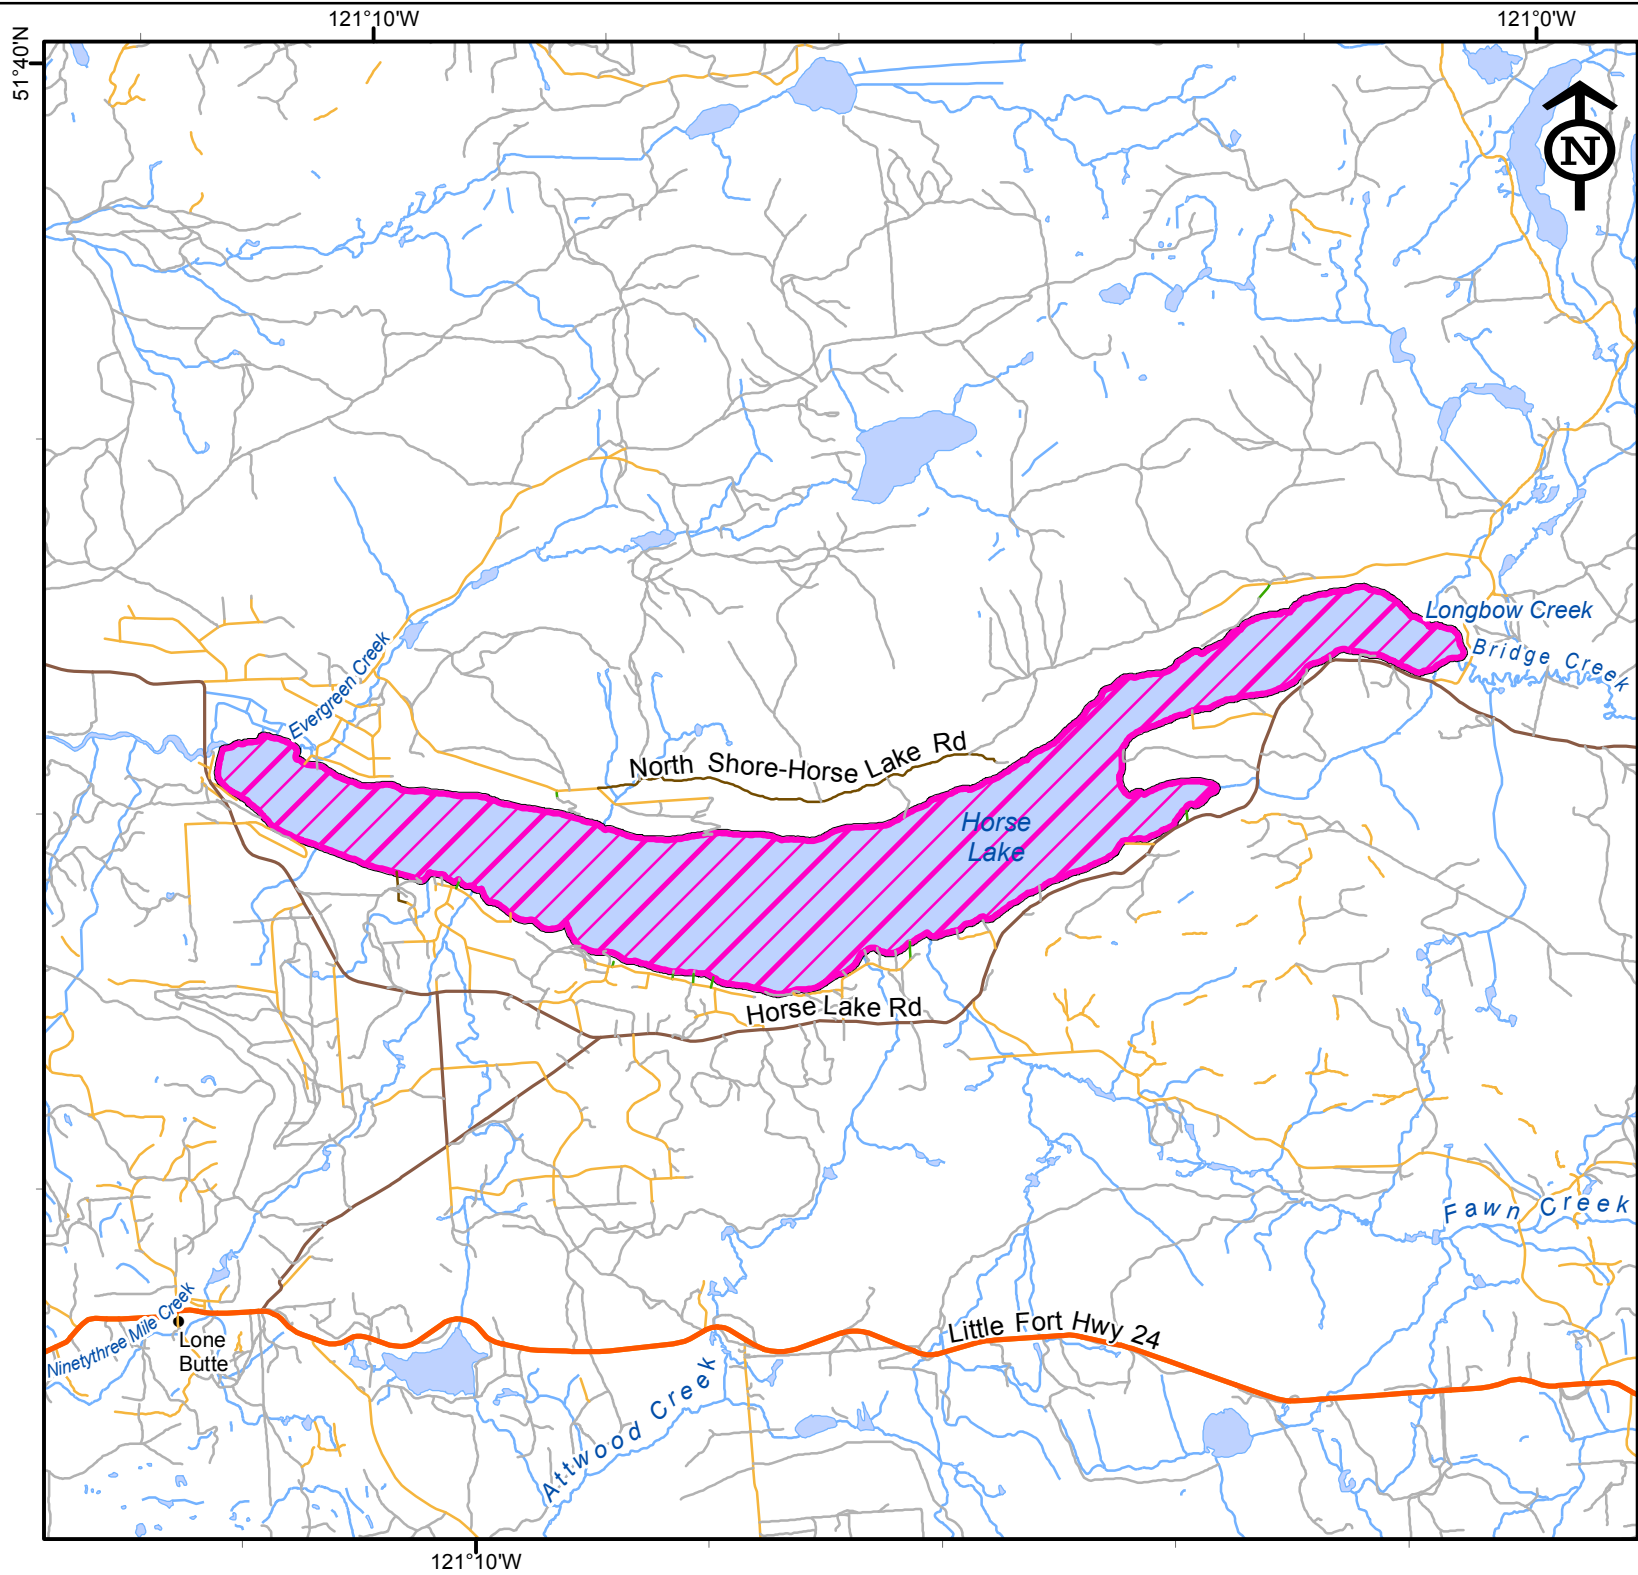 121°10'W
121°0'W
51°40'N
N
Longbow Creek
Bridge Creek
Evergreen Creek
North Shore-Horse Lake Rd
Horse
Lake
Horse Lake Rd
Fawn Creek
Ninetythree Mile Creek
Lone
Butte
Little Fort Hwy 24
Attwood Creek
121°10'W